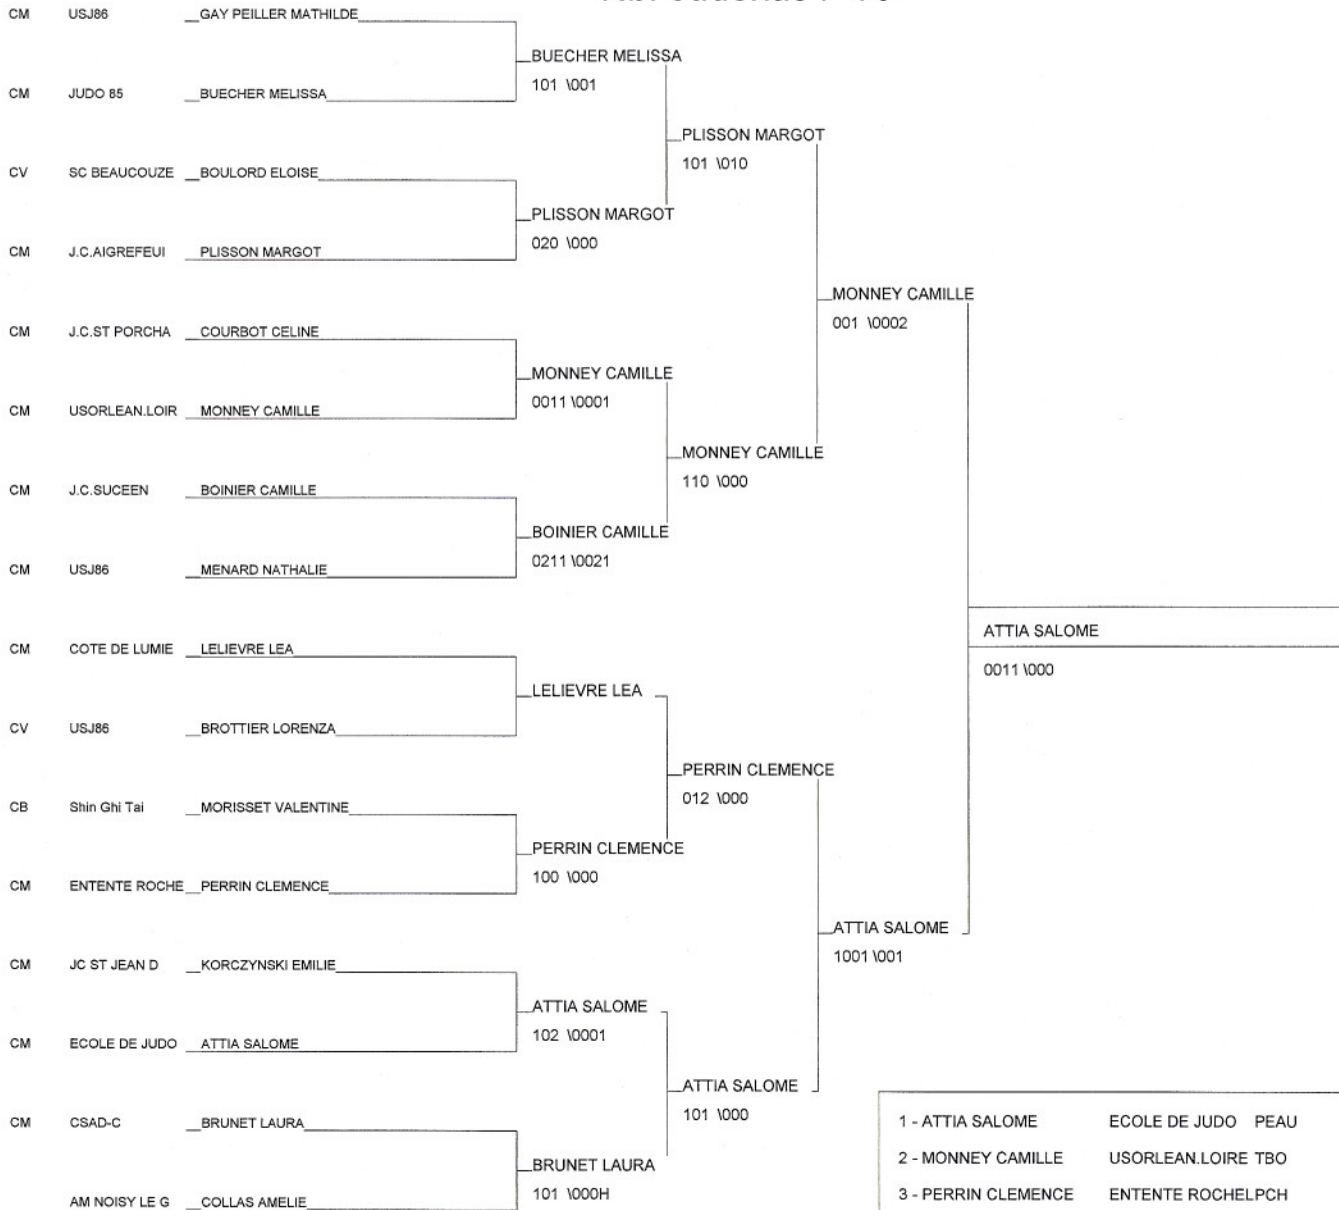 CM USJ86 GAY PEILLER MATHILDE
BUECHER MELISSA
101 \001
CM JUDO 85 BUECHER MELISSA
PLISSON MARGOT
101 \010
CV SC BEAUCOUZE BOULORD ELOISE
PLISSON MARGOT
020 \000
CM J.C.AIGREFEUI PLISSON MARGOT
MONNEY CAMILLE
001 \0002
CM J.C.ST PORCHA COURBOT CELINE
MONNEY CAMILLE
0011 \0001
CM USORLEAN.LOIR MONNEY CAMILLE
MONNEY CAMILLE
110 \000
CM J.C.SUCEEN BOINIER CAMILLE
BOINIER CAMILLE
0211 \0021
CM USJ86 MENARD NATHALIE
ATTIA SALOME
0011 \000
CM COTE DE LUMIE LELIEVRE LEA
LELIEVRE LEA
CV USJ86 BROTTIER LORENZA
PERRIN CLEMENCE
012 \000
CB Shin Ghi Tai MORISSET VALENTINE
PERRIN CLEMENCE
100 \000
CM ENTENTE ROCHE PERRIN CLEMENCE
ATTIA SALOME
1001 \001
CM JC ST JEAN D KORCZYNSKI EMILIE
ATTIA SALOME
102 \0001
CM ECOLE DE JUDO ATTIA SALOME
ATTIA SALOME
101 \000
CM CSAD-C BRUNET LAURA
BRUNET LAURA
101 \000H
AM NOISY LE G COLLAS AMELIE
1 - ATTIA SALOME ECOLE DE JUDO PEAU
2 - MONNEY CAMILLE USORLEAN.LOIRE TBO
3 - PERRIN CLEMENCE ENTENTE ROCHELPCH